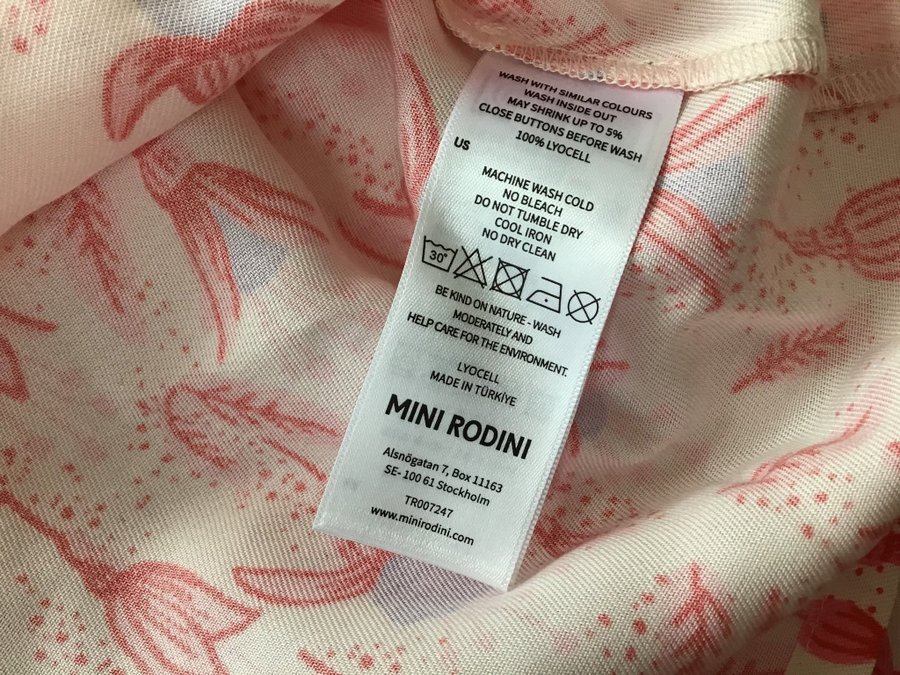 WASH WITH SIMILAR COLOURS
WASH INSIDE OUT
MAY SHRINK UP TO 5%
CLOSE BUTTONS BEFORE WASH
100% LYOCELL
US
MACHINE WASH COLD
NO BLEACH
DO NOT TUMBLE DRY
COOL IRON
NO DRY CLEAN
30°
BE KIND ON NATURE - WASH
MODERATELY AND
HELP CARE FOR THE ENVIRONMENT.
LYOCELL
MADE IN TÜRKİYE
MINI RODINI
Alsnögatan 7, Box 11163
SE- 100 61 Stockholm
TR007247
www.minirodini.com